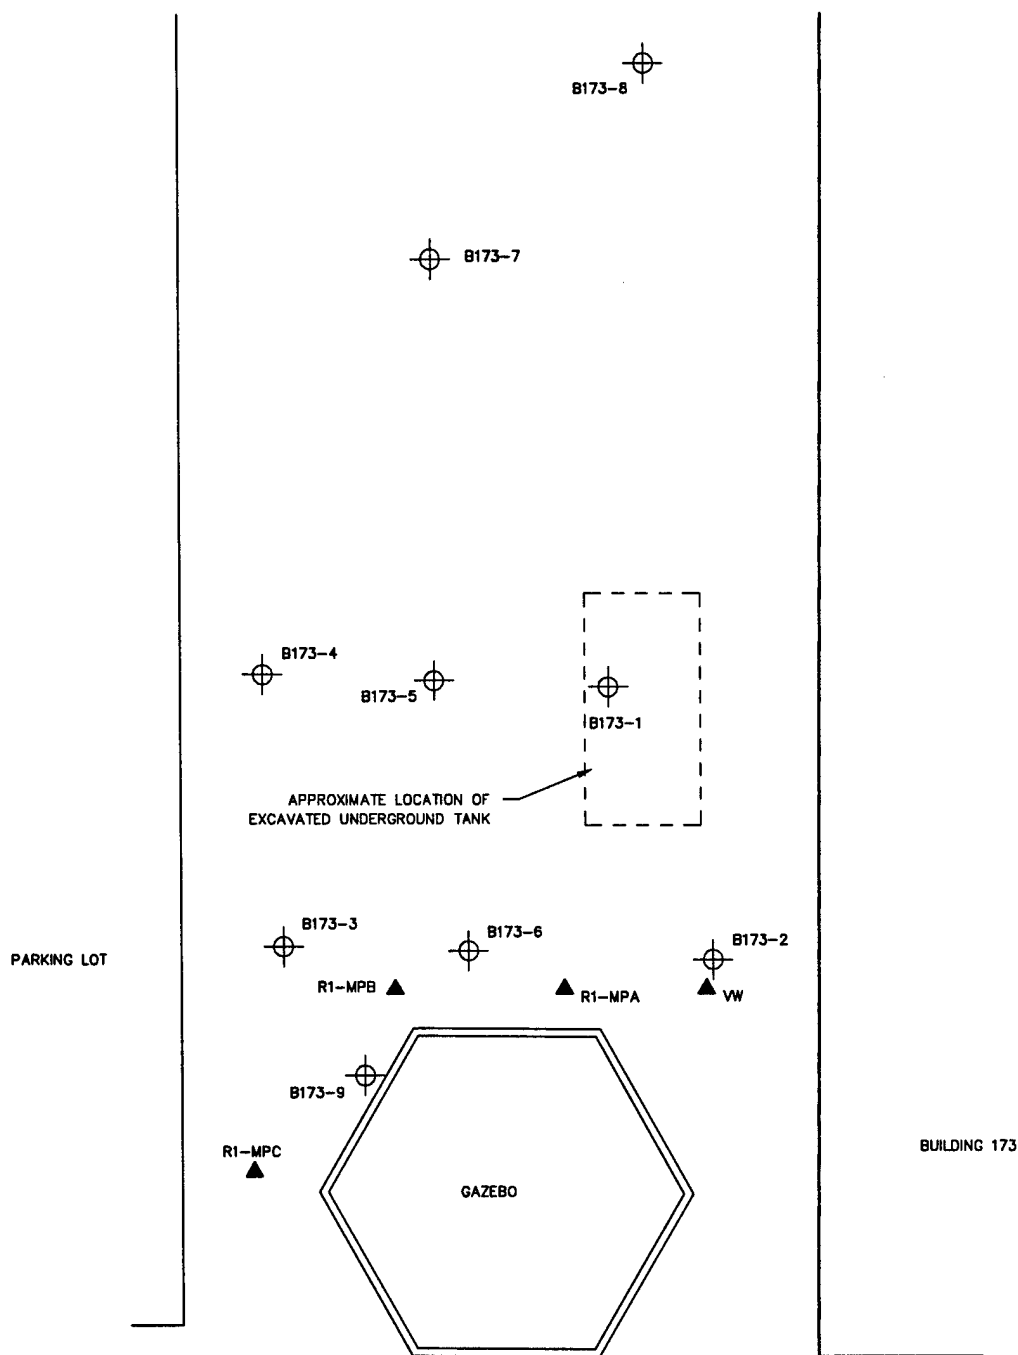 B173-8
B173-7
B173-4
B173-5
B173-1
APPROXIMATE LOCATION OF
EXCAVATED UNDERGROUND TANK
B173-3
B173-6
B173-2
PARKING LOT
R1-MPB
R1-MPA
VW
B173-9
R1-MPC
BUILDING 173
GAZEBO